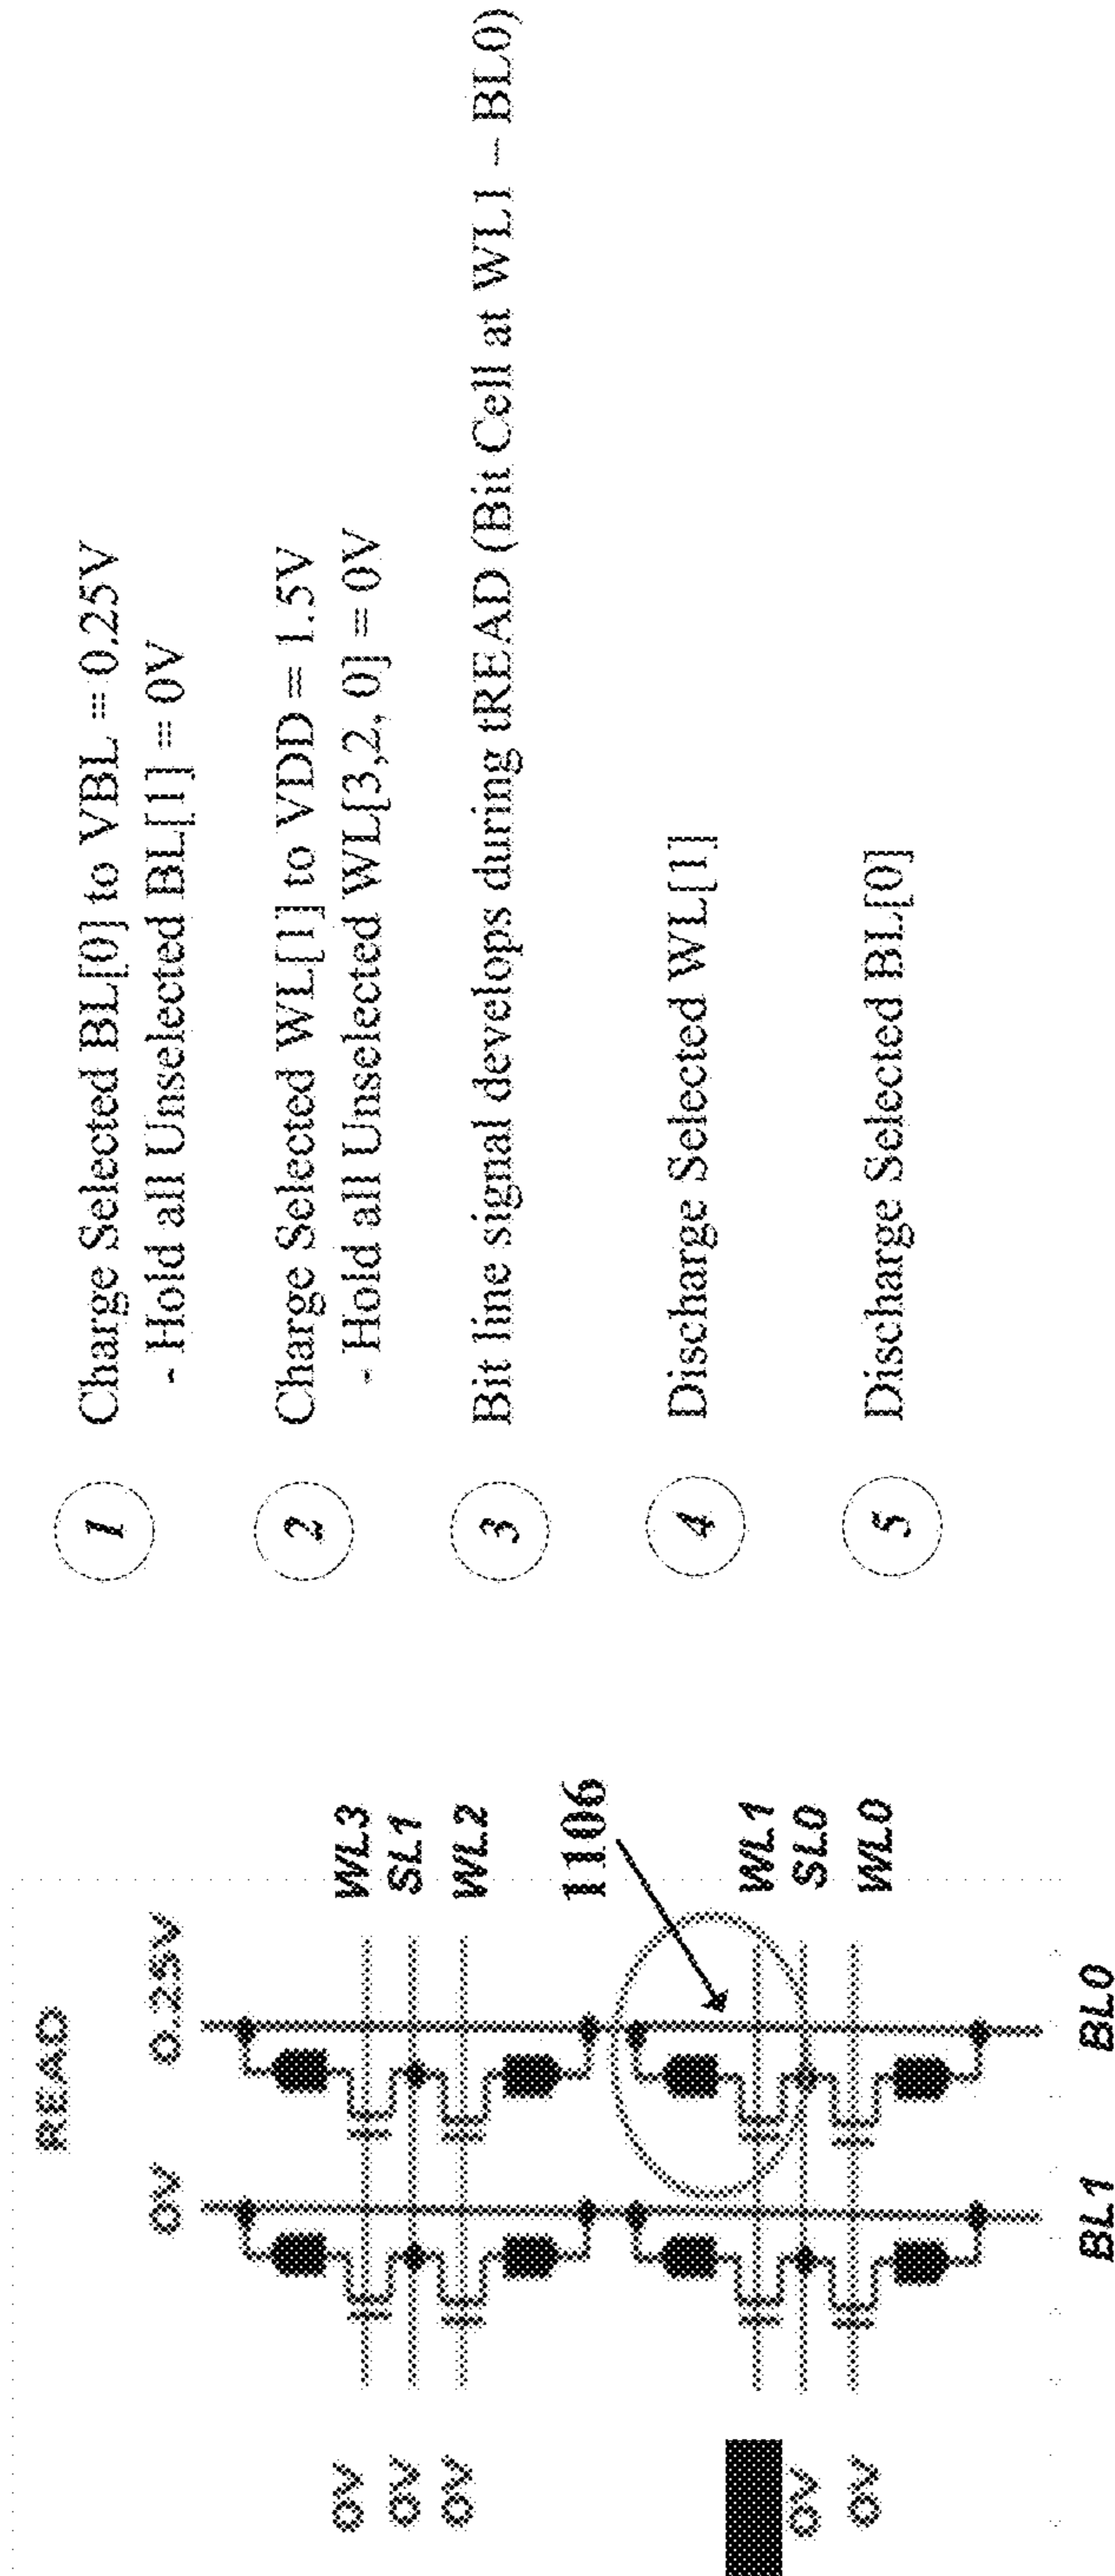 READ
0V 0.25V
0V WL3
0V SL1
0V WL2
1106
WL1
0V SL0
0V WL0
BL1 BL0
1 Charge Selected BL[0] to VBL = 0.25V
- Hold all Unselected BL[1] = 0V
2 Charge Selected WL[1] to VDD = 1.5V
- Hold all Unselected WL[3,2, 0] = 0V
3 Bit line signal develops during tREAD (Bit Cell at WL1 – BL0)
4 Discharge Selected WL[1]
5 Discharge Selected BL[0]